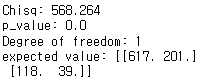 Chisq: 568.264
p_value: 0.0
Degree of freedom: 1
expected value: [[617. 201.]
[118.  39.]]